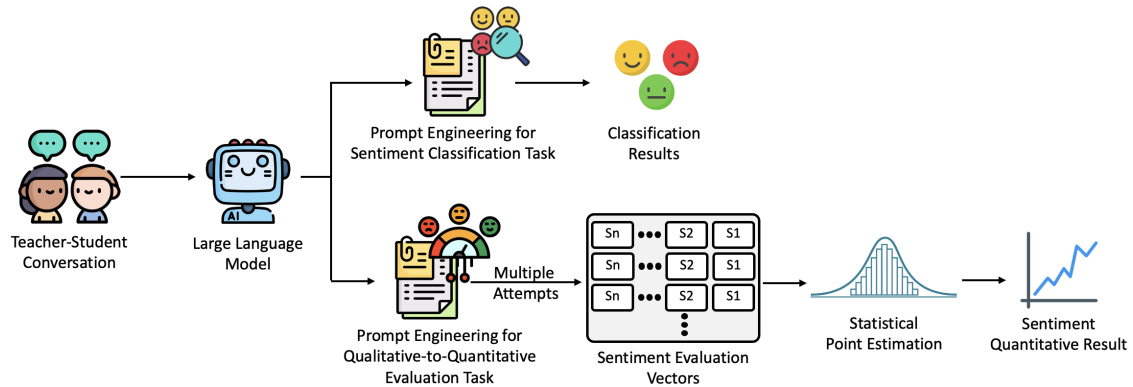 Prompt Engineering for
Sentiment Classification Task
Classification
Results
AI
Teacher-Student
Conversation
Large Language
Model
Multiple
Attempts
Prompt Engineering for
Qualitative-to-Quantitative
Evaluation Task
Sn ••• S2 S1
Sn ••• S2 S1
Sn ••• S2 S1
Sentiment Evaluation
Vectors
Statistical
Point Estimation
Sentiment
Quantitative Result